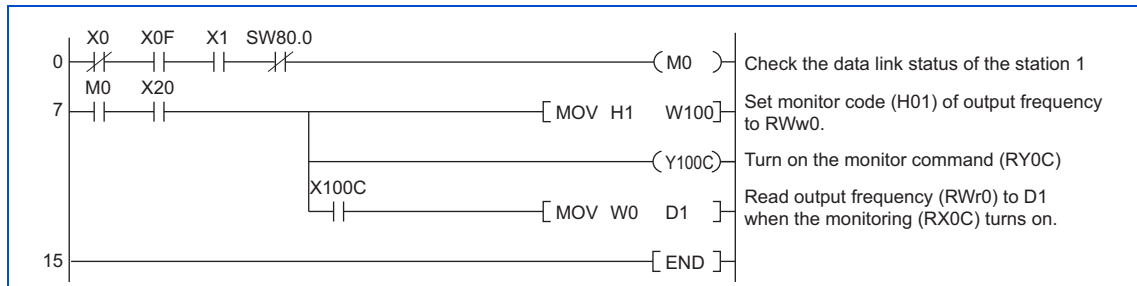 X0 X0F X1 SW80.0
0 M0 Check the data link status of the station 1
M0 X20
7 MOV H1 W100 Set monitor code (H01) of output frequency
to RWw0.
Y100C Turn on the monitor command (RY0C)
X100C
MOV W0 D1 Read output frequency (RWr0) to D1
when the monitoring (RX0C) turns on.
15 END